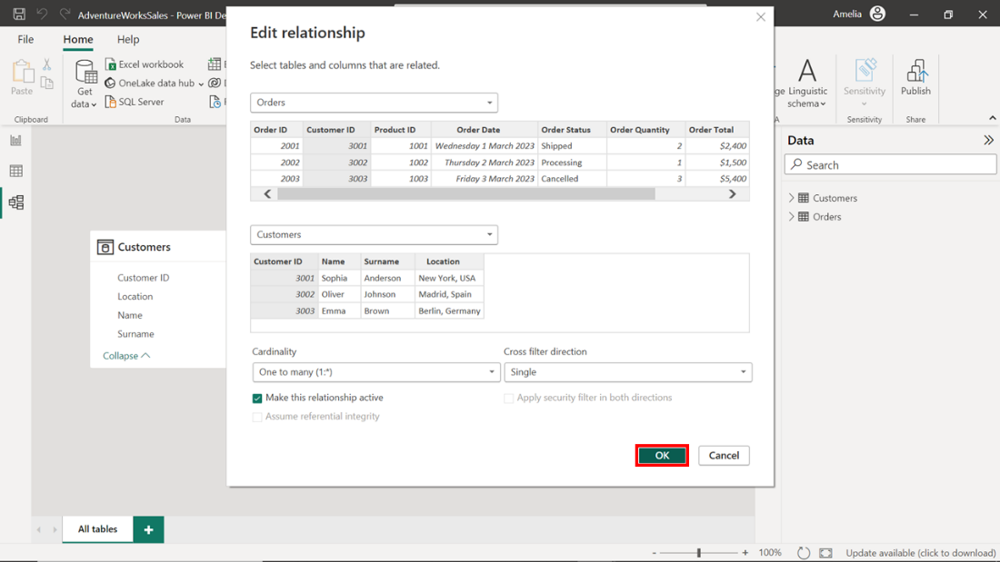 AdventureWorksSales - Power BI De
Amelia
File Home Help
Paste
Get data
Excel workbook
OneLake data hub
SQL Server
Clipboard
Data
ge Linguistic schema
Sensitivity
Publish
A
Sensitivity
Share
Edit relationship
Select tables and columns that are related.
Orders
Order ID Customer ID Product ID Order Date Order Status Order Quantity Order Total
2001 3001 1001 Wednesday 1 March 2023 Shipped 2 $2,400
2002 3002 1002 Thursday 2 March 2023 Processing 1 $1,500
2003 3003 1003 Friday 3 March 2023 Cancelled 3 $5,400
Customers
Customer ID Name Surname Location
3001 Sophia Anderson New York, USA
3002 Oliver Johnson Madrid, Spain
3003 Emma Brown Berlin, Germany
Cardinality
Cross filter direction
One to many (1:*)
Single
Make this relationship active
Apply security filter in both directions
Assume referential integrity
OK
Cancel
Customers
Customer ID
Location
Name
Surname
Collapse
Data
Search
Customers
Orders
All tables
+
- + 100%
Update available (click to download)